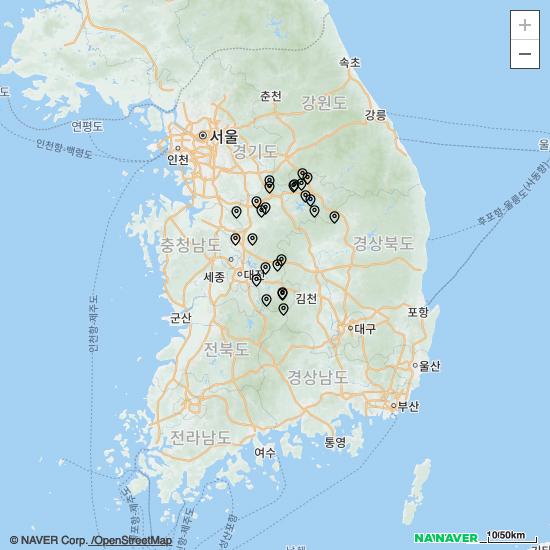 +
−
속초
춘천
강원도
연평도
강릉
서울
인천-백령도
인천
경기도
후포항-울릉도(사동항)
충청남도
경상북도
세종
대전
김천
인천항-제주도
군산
포항
대구
전북도
울산
경상남도
부산
전라남도
여수
통영
© NAVER Corp. /OpenStreetMap
NAVER
10/50km